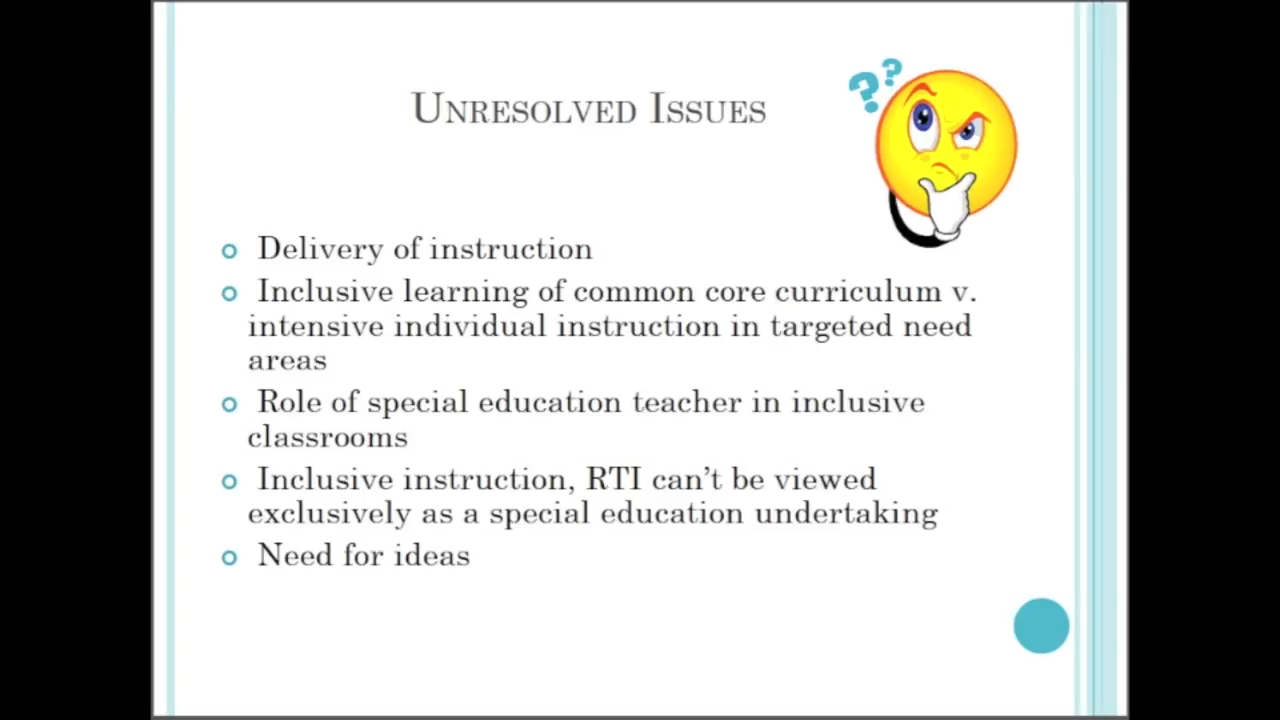 ??
Unresolved Issues
Delivery of instruction
Inclusive learning of common core curriculum v.
intensive individual instruction in targeted need
areas
Role of special education teacher in inclusive
classrooms
Inclusive instruction, RTI can't be viewed
exclusively as a special education undertaking
Need for ideas